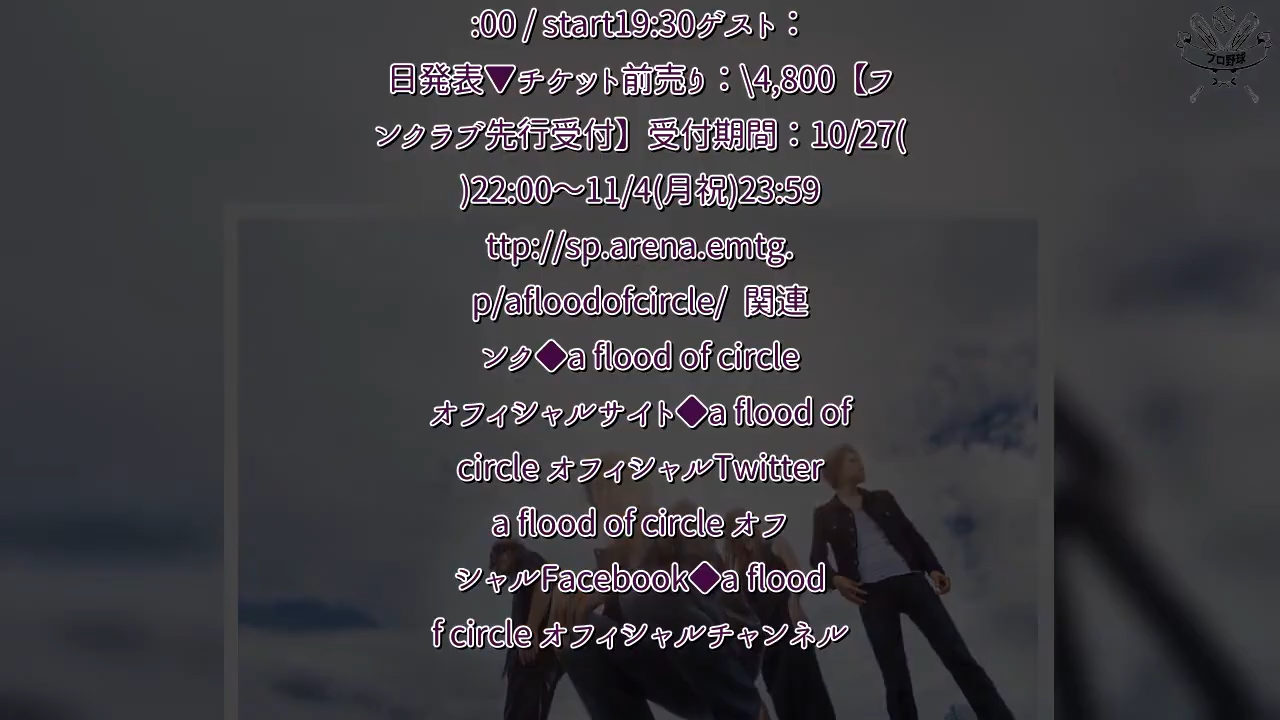 :00 / start19:30ゲスト：
日発表▼チケット前売り：\4,800【フ
ンクラブ先行受付】受付期間：10/27(
)22:00～11/4(月祝)23:59
ttp://sp.arena.emtg.
p/afloodofcircle/ 関連
ンク◆a flood of circle
オフィシャルサイト◆a flood of
circle オフィシャルTwitter
a flood of circle オフ
シャルFacebook◆a flood
f circle オフィシャルチャンネル
プロ野球